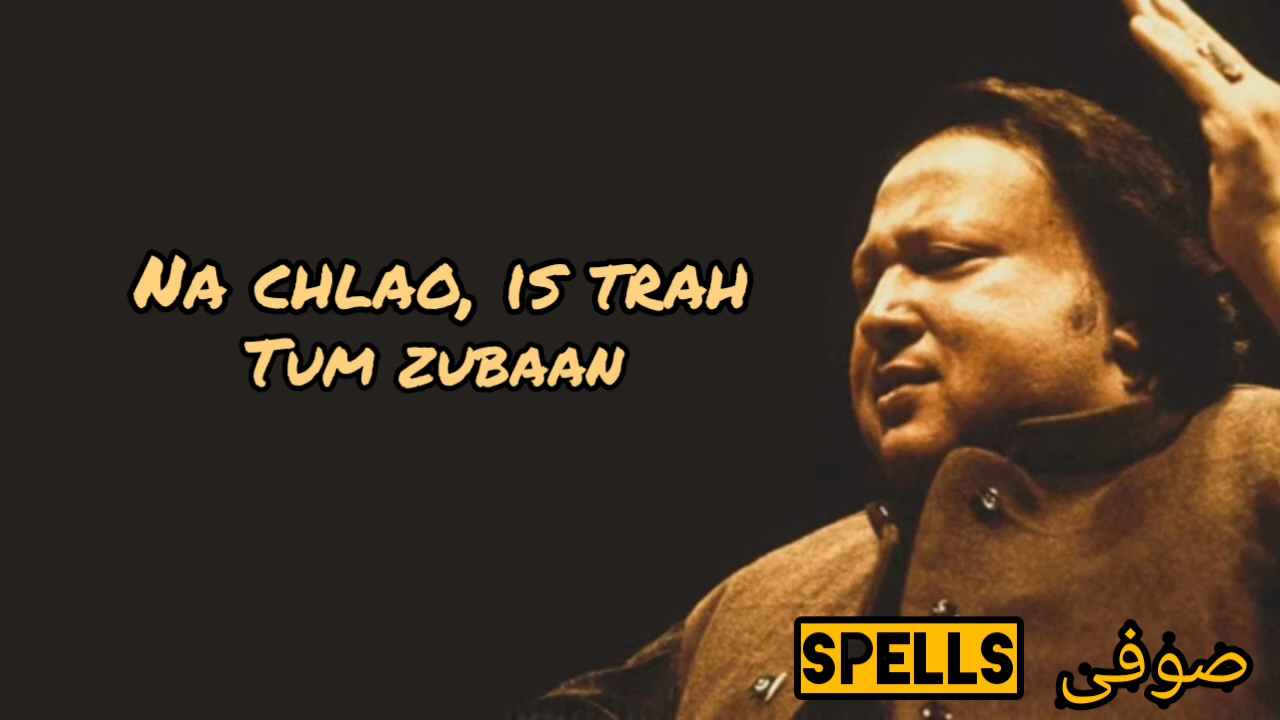 Na chlao, is trah
Tum zubaan
SPELLS صوفی